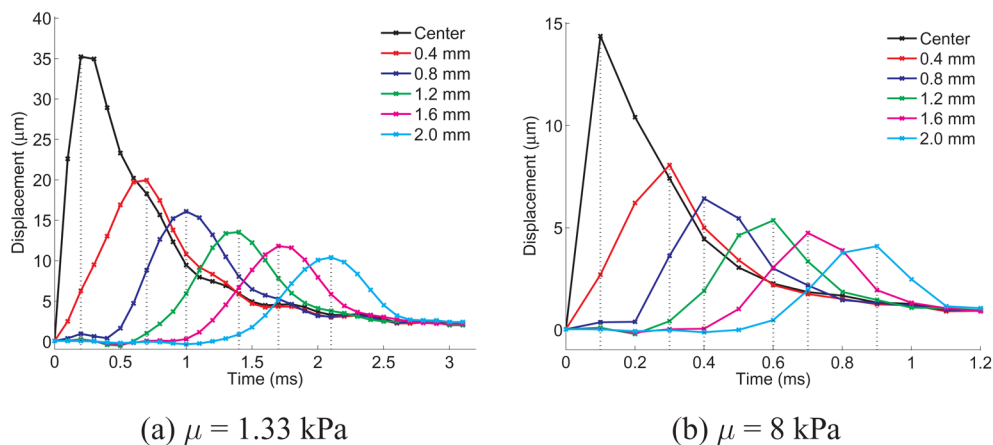 40
35
30
25
20
15
10
5
0
Displacement (μm)
0 0.5 1 1.5 2 2.5 3
Time (ms)
Center
0.4 mm
0.8 mm
1.2 mm
1.6 mm
2.0 mm
(a) μ = 1.33 kPa
15
10
5
0
Displacement (μm)
0 0.2 0.4 0.6 0.8 1 1.2
Time (ms)
Center
0.4 mm
0.8 mm
1.2 mm
1.6 mm
2.0 mm
(b) μ = 8 kPa